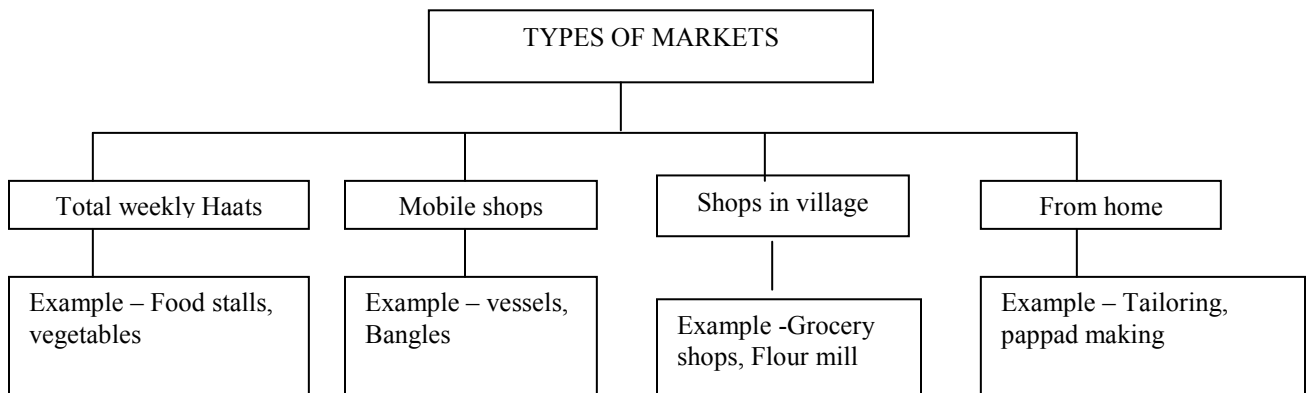 TYPES OF MARKETS
Total weekly Haats
Mobile shops
Shops in village
From home
Example – Food stalls,
vegetables
Example – vessels,
Bangles
Example -Grocery
shops, Flour mill
Example – Tailoring,
pappad making